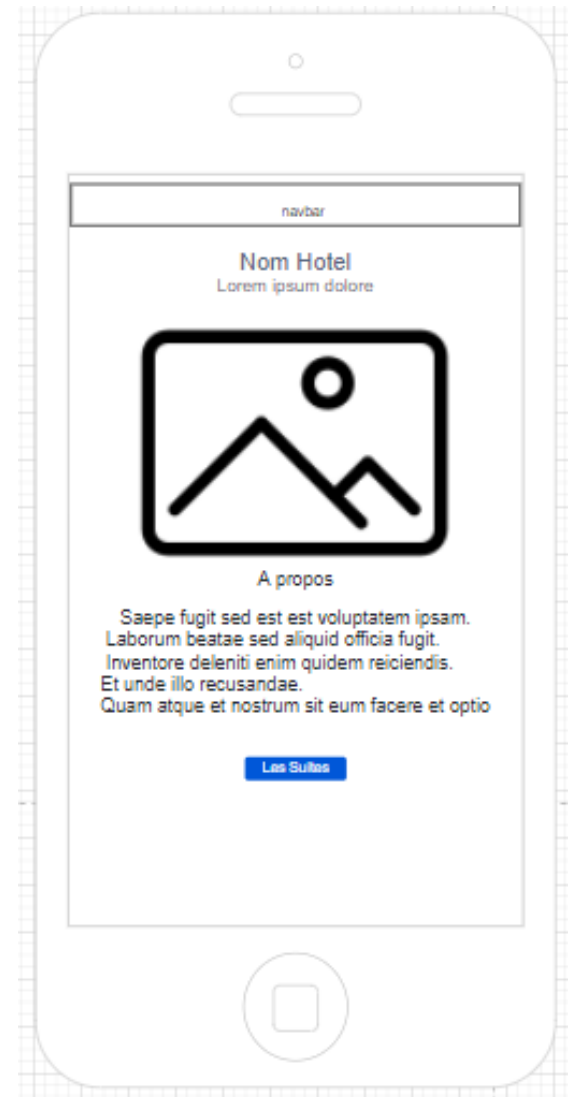 navbar
Nom Hotel
Lorem ipsum dolore
A propos
Saepe fugit sed est est voluptatem ipsam.
Laborum beatae sed aliquid officia fugit.
Inventore deleniti enim quidem reiciendis.
Et unde illo recusandae.
Quam atque et nostrum sit eum facere et optio
Les Suites